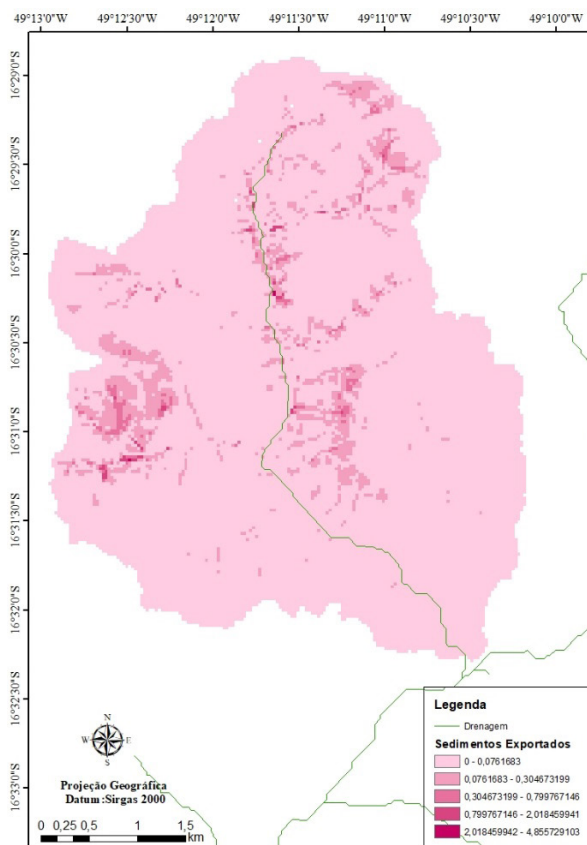 49°13'0"W 49°12'30"W 49°12'0"W 49°11'30"W 49°11'0"W 49°10'30"W 49°10'0"W
16°29'0"S
16°29'30"S
16°30'0"S
16°30'30"S
16°31'0"S
16°31'30"S
16°32'0"S
16°32'30"S
16°33'0"S
N
W E
S
Projeção Geográfica
Datum :Sirgas 2000
0 0,25 0,5 1 1,5
km
Legenda
Drenagem
Sedimentos Exportados
0 - 0,0761683
0,0761683 - 0,304673199
0,304673199 - 0,799767146
0,799767146 - 2,018459941
2,018459942 - 4,855729103